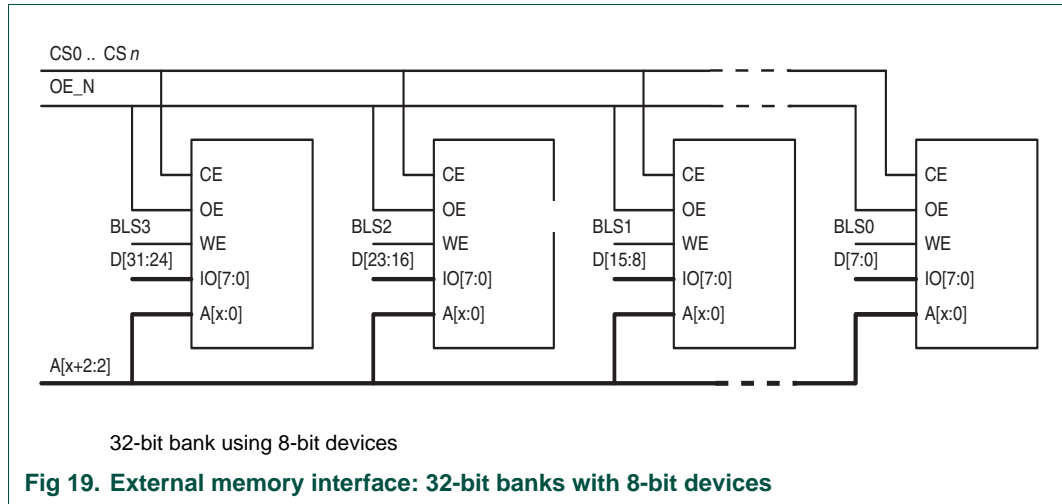 CS0 .. CSn
OE_N
CE
CE
CE
CE
OE
OE
OE
OE
BLS3
BLS2
BLS1
BLS0
WE
WE
WE
WE
D[31:24]
D[23:16]
D[15:8]
D[7:0]
IO[7:0]
IO[7:0]
IO[7:0]
IO[7:0]
A[x:0]
A[x:0]
A[x:0]
A[x:0]
A[x+2:2]
32-bit bank using 8-bit devices
Fig 19. External memory interface: 32-bit banks with 8-bit devices